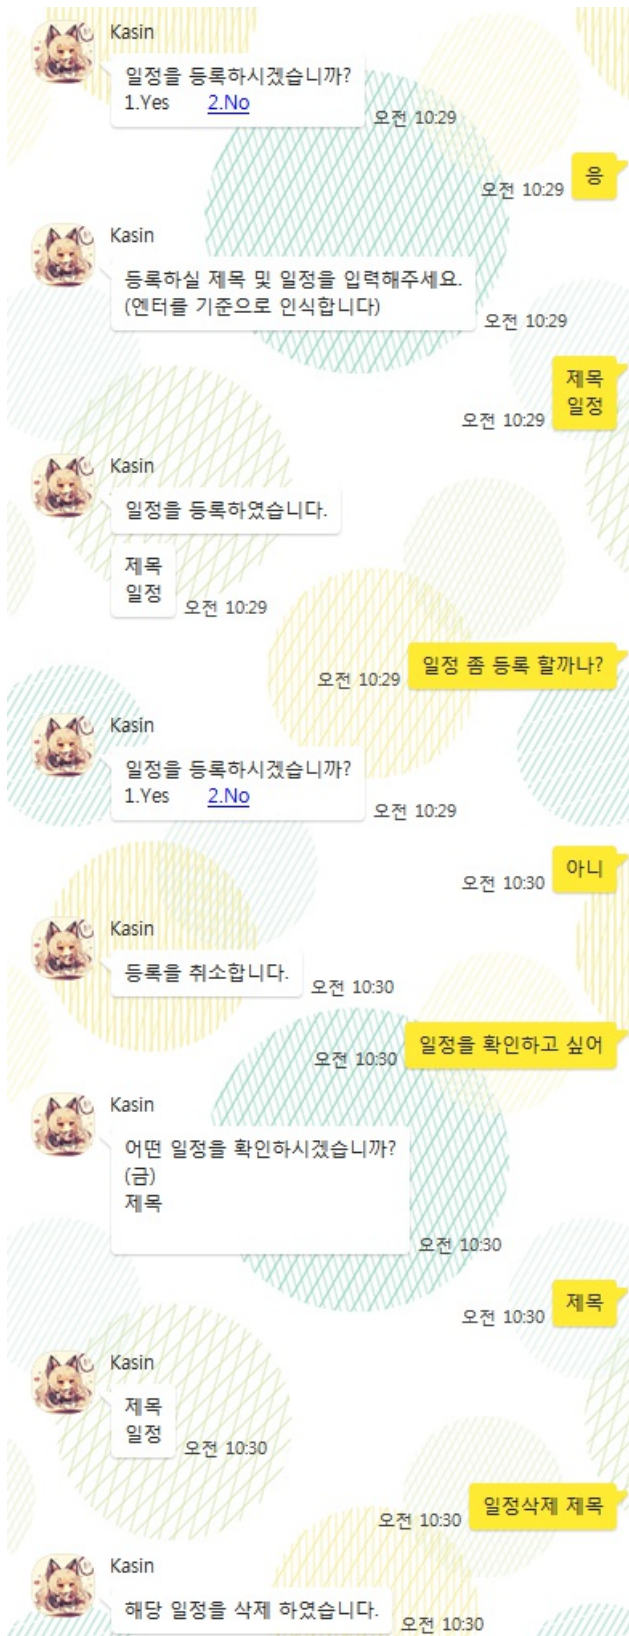 Kasin
일정을 등록하시겠습니까?
1.Yes 2.No
오전 10:29
응
오전 10:29
Kasin
등록하실 제목 및 일정을 입력해주세요.
(엔터를 기준으로 인식합니다)
오전 10:29
제목
일정
오전 10:29
Kasin
일정을 등록하였습니다.
제목
일정
오전 10:29
일정 좀 등록 할까나?
오전 10:29
Kasin
일정을 등록하시겠습니까?
1.Yes 2.No
오전 10:29
아니
오전 10:30
Kasin
등록을 취소합니다.
오전 10:30
일정을 확인하고 싶어
오전 10:30
Kasin
어떤 일정을 확인하시겠습니까?
(금)
제목
오전 10:30
제목
오전 10:30
Kasin
제목
일정
오전 10:30
일정삭제 제목
오전 10:30
Kasin
해당 일정을 삭제 하였습니다.
오전 10:30